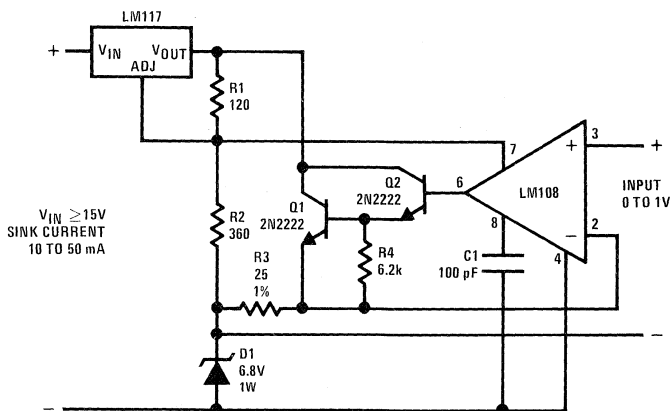 LM117
+ VIN VOUT
ADJ
R1
120
7
3
+
+
Q2
2N2222
6
LM108
INPUT
0 TO 1V
Q1
2N2222
VIN ≥15V
SINK CURRENT
10 TO 50 mA
R2
360
8
2
−
R3
25
1%
R4
6.2k
C1
100 pF
4
−
D1
6.8V
1W
−